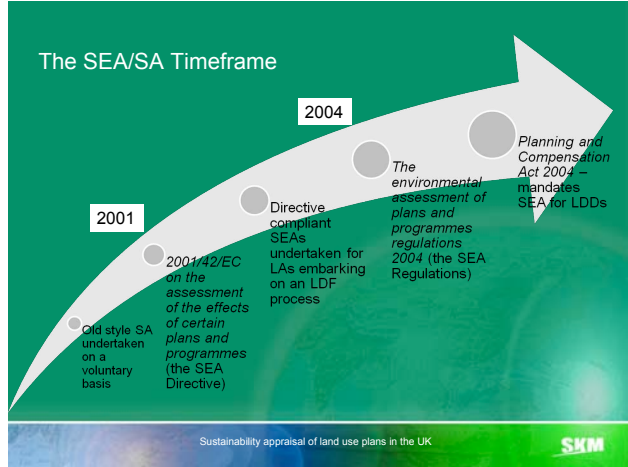 The SEA/SA Timeframe
2004
2001
Old style SA
undertaken
on a
voluntary
basis
2001/42/EC
on the
assessment
of the effects
of certain
plans and
programmes
(the SEA
Directive)
Directive
compliant
SEAs
undertaken for
LAs embarking
on an LDF
process
The
environmental
assessment of
plans and
programmes
regulations
2004 (the SEA
Regulations)
Planning and
Compensation
Act 2004 –
mandates
SEA for LDDs
Sustainability appraisal of land use plans in the UK
SKM